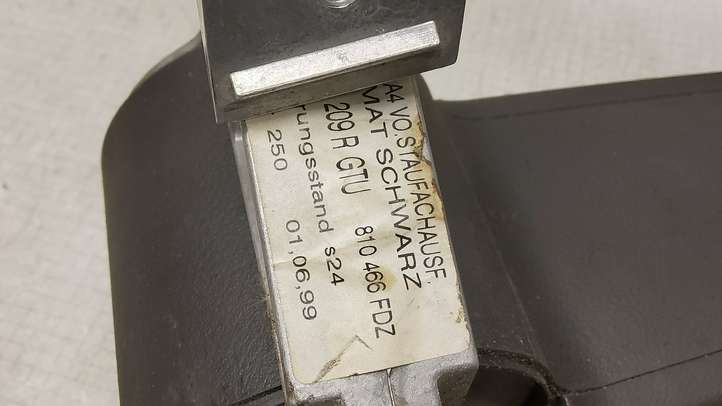 A4 VO.STAUFACHAUSF.
MAT SCHWARZ
209 R GTU 810 466 FDZ
rungsstand s24
250 01,06,99